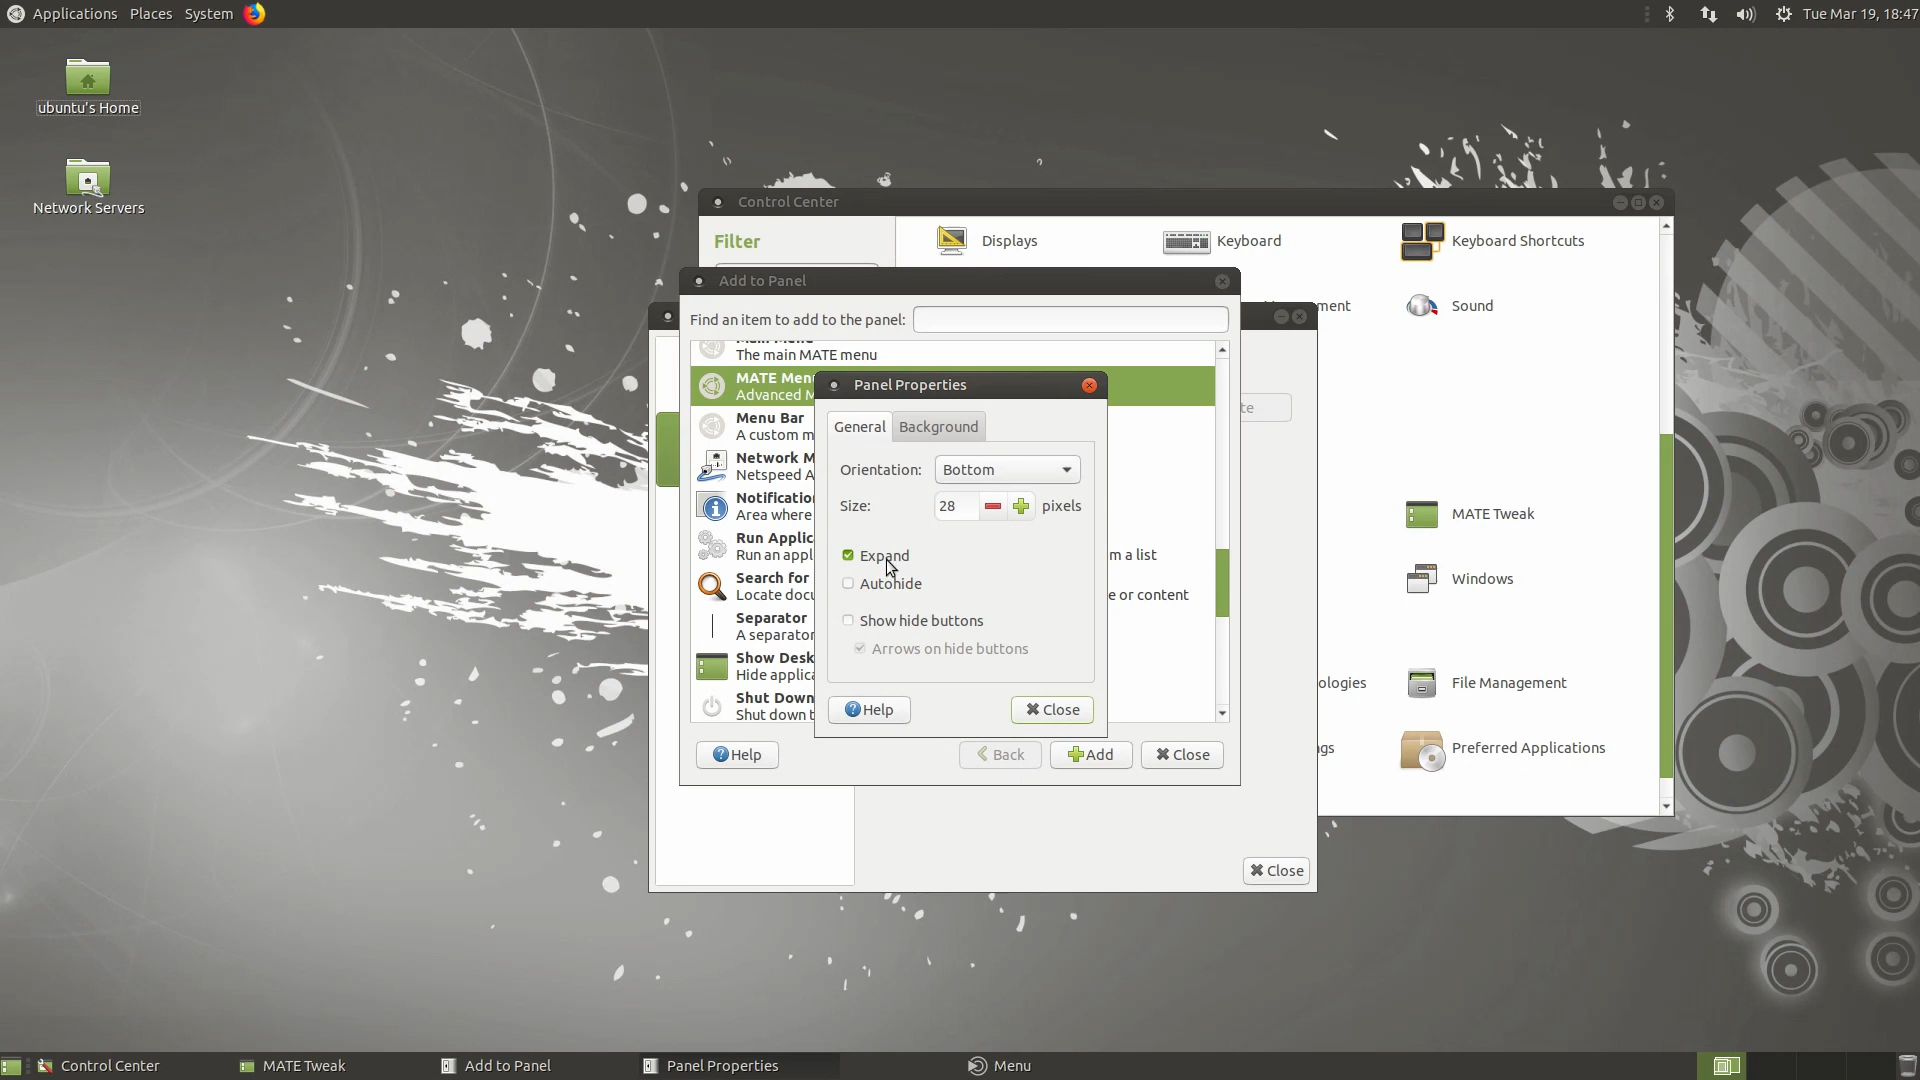 Applications Places System
Tue Mar 19, 18:47
ubuntu's Home
Network Servers
Control Center
Filter
Displays
Keyboard
Keyboard Shortcuts
Sound
MATE Tweak
Windows
ologies
File Management
Preferred Applications
Add to Panel
Find an item to add to the panel:
The main MATE menu
MATE Men
Advanced M
Menu Bar
A custom m
Network M
Netspeed A
Notification
Area where
Run Applic
Run an appl
m a list
Search for
Locate docu
e or content
Separator
A separator
Show Desk
Hide applica
Shut Down
Shut down t
Help
Back
Add
Close
Panel Properties
General
Background
Orientation: Bottom
Size: 28 pixels
Expand
Autohide
Show hide buttons
Arrows on hide buttons
Help
Close
Close
Control Center
MATE Tweak
Add to Panel
Panel Properties
Menu